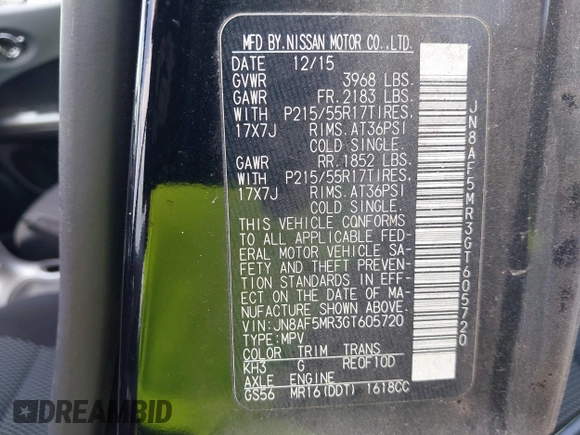 MFD BY.NISSAN MOTOR CO.,LTD.
DATE 12/15
GVWR 3968 LBS.
GAWR FR.2183 LBS.
WITH P215/55R17TIRES,
17X7J RIMS.AT36PSI
COLD SINGLE.
GAWR RR.1852 LBS.
WITH P215/55R17TIRES,
17X7J RIMS.AT36PSI
COLD SINGLE.
THIS VEHICLE CONFORMS
TO ALL APPLICABLE FED-
ERAL MOTOR VEHICLE SA-
FETY AND THEFT PREVEN-
TION STANDARDS IN EFF-
ECT ON THE DATE OF MA-
NUFACTURE SHOWN ABOVE.
VIN:JN8AF5MR3GT605720
TYPE:MPV
COLOR TRIM TRANS
KH3 G RE0F10D
AXLE ENGINE
GS56 MR16(DDT) 1618CC
JN8AF5MR3GT605720
autohelperbot.com